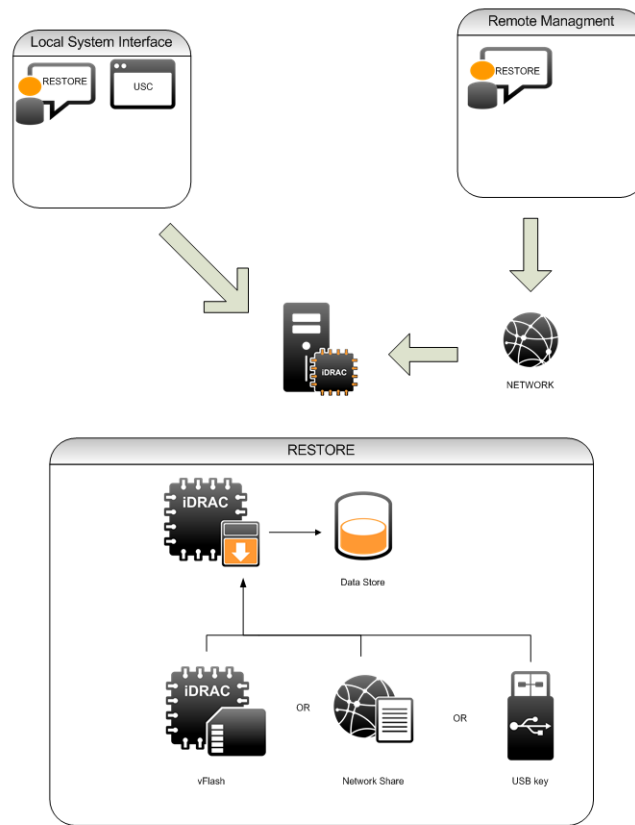 Local System Interface
RESTORE
USC
Remote Managment
RESTORE
iDRAC
NETWORK
RESTORE
iDRAC
Data Store
iDRAC
OR
OR
vFlash
Network Share
USB key